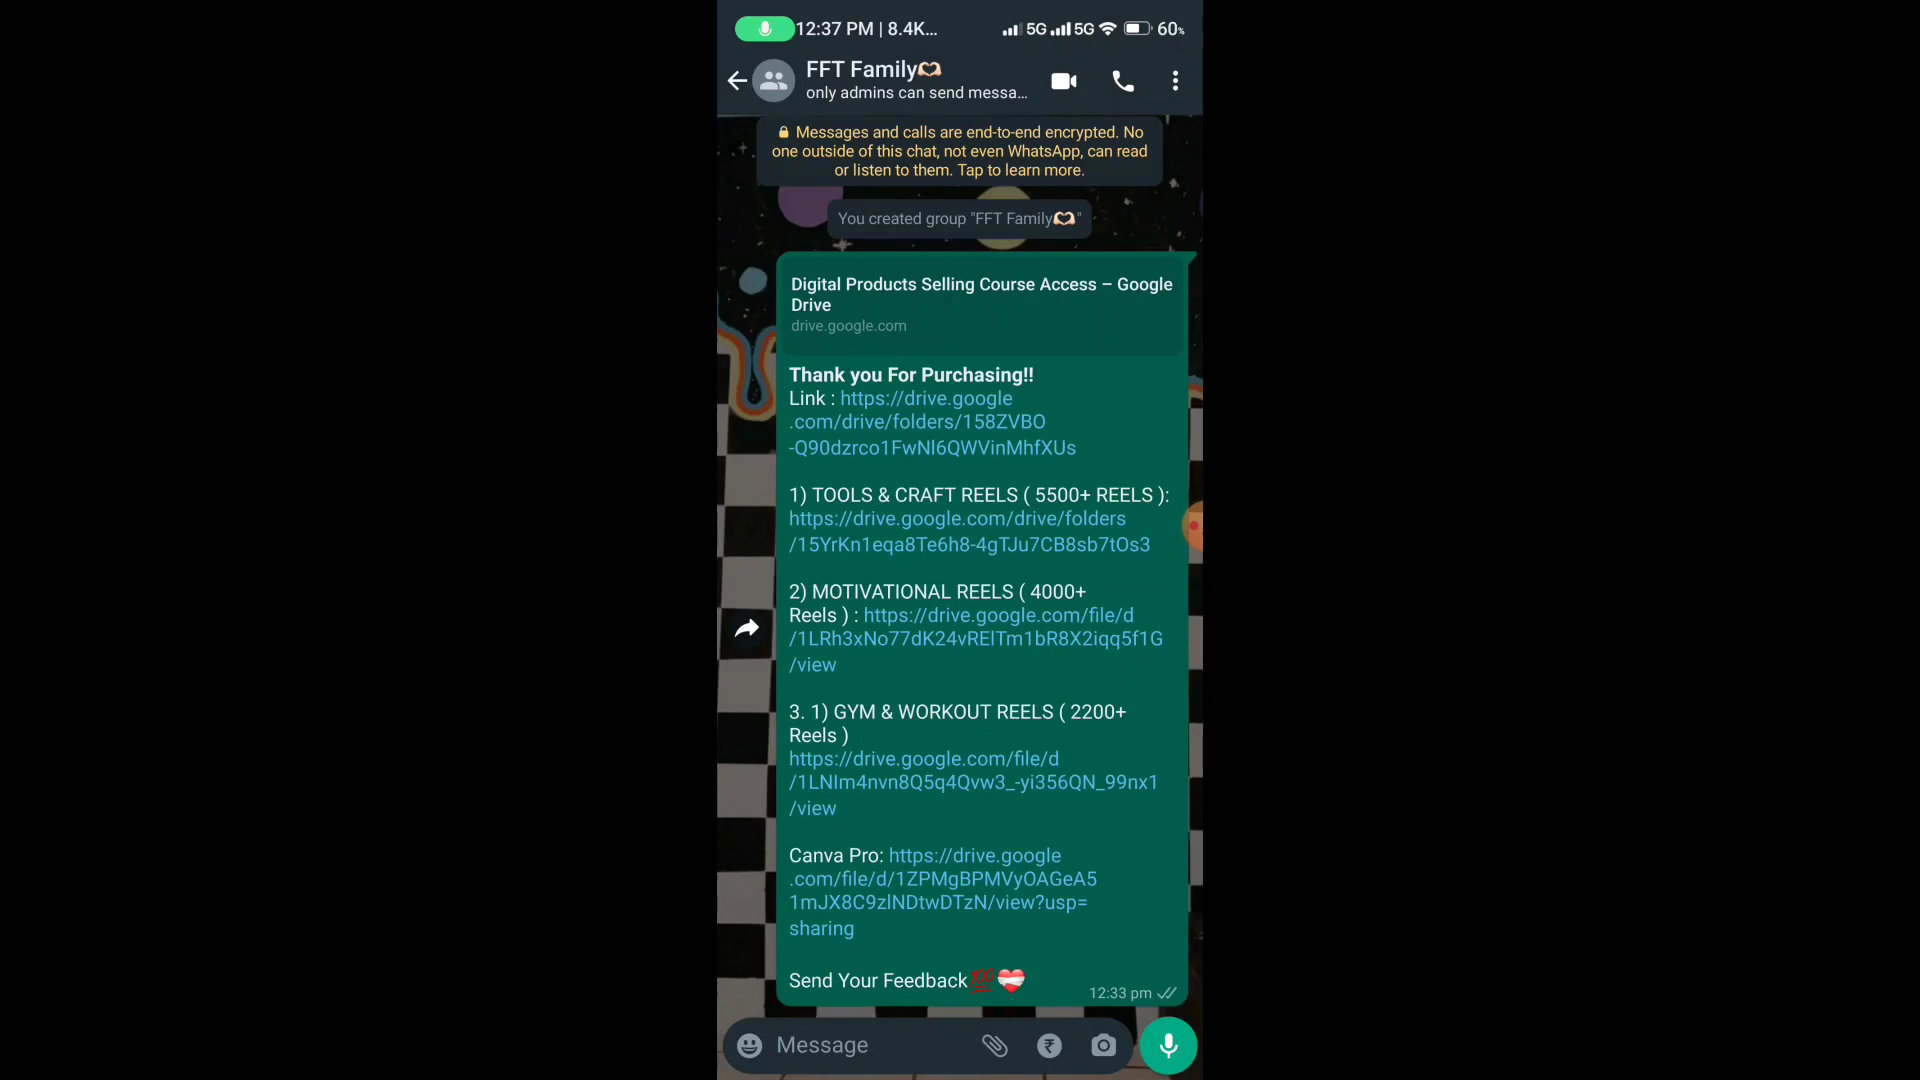 12:37 PM | 8.4K...
5G 5G 60%
FFT Family🫶🏻
only admins can send messa...
🔒 Messages and calls are end-to-end encrypted. No
one outside of this chat, not even WhatsApp, can read
or listen to them. Tap to learn more.
You created group "FFT Family🫶🏻"
Digital Products Selling Course Access – Google
Drive
drive.google.com
Thank you For Purchasing!!
Link : https://drive.google
.com/drive/folders/158ZVBO
-Q90dzrco1FwNl6QWVinMhfXUs
1) TOOLS & CRAFT REELS ( 5500+ REELS ):
https://drive.google.com/drive/folders
/15YrKn1eqa8Te6h8-4gTJu7CB8sb7tOs3
2) MOTIVATIONAL REELS ( 4000+
Reels ) : https://drive.google.com/file/d
/1LRh3xNo77dK24vRElTm1bR8X2iqq5f1G
/view
3. 1) GYM & WORKOUT REELS ( 2200+
Reels )
https://drive.google.com/file/d
/1LNIm4nvn8Q5q4Qvw3_-yi356QN_99nx1
/view
Canva Pro: https://drive.google
.com/file/d/1ZPMgBPMVyOAGeA5
1mJX8C9zlNDtwDTzN/view?usp=
sharing
Send Your Feedback💯❤️‍🩹
12:33 pm
Message